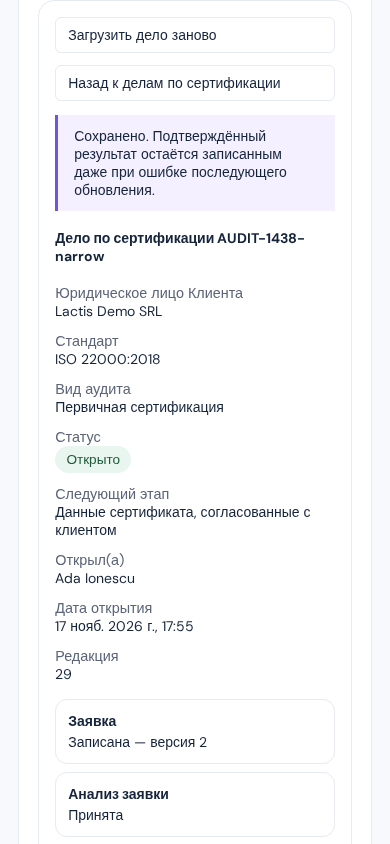 Загрузить дело заново
Назад к делам по сертификации
Сохранено. Подтверждённый
результат остаётся записанным
даже при ошибке последующего
обновления.
Дело по сертификации AUDIT-1438-
narrow
Юридическое лицо Клиента
Lactis Demo SRL
Стандарт
ISO 22000:2018
Вид аудита
Первичная сертификация
Статус
Открыто
Следующий этап
Данные сертификата, согласованные с
клиентом
Открыл(а)
Ada Ionescu
Дата открытия
17 нояб. 2026 г., 17:55
Редакция
29
Заявка
Записана — версия 2
Анализ заявки
Принята